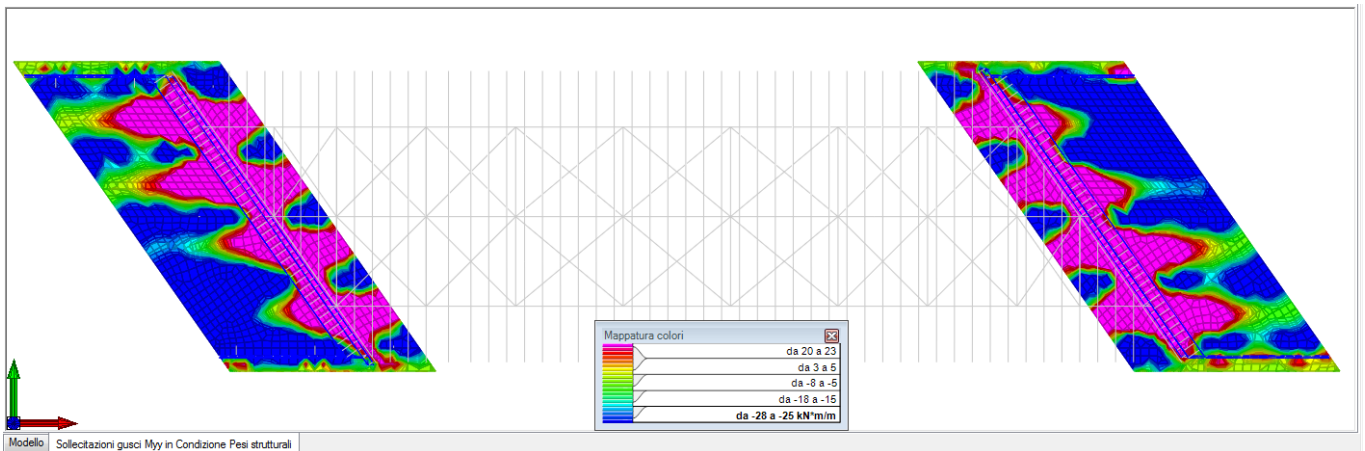 Mappatura colori
da 20 a 23
da 3 a 5
da -8 a -5
da -18 a -15
da -28 a -25 kN*m/m
Modello
Sollecitazioni gusci Myy in Condizione Pesi strutturali